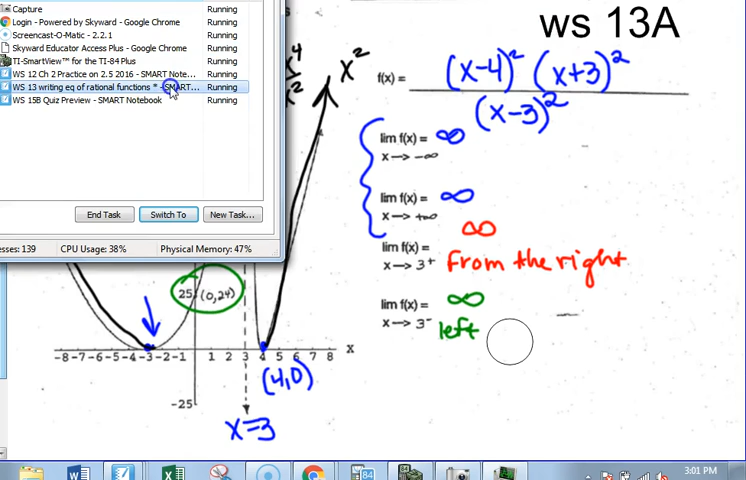 Capture Running
Login - Powered by Skyward - Google Chrome Running
Screencast-O-Matic - 2.2.1 Running
Skyward Educator Access Plus - Google Chrome Running
TI-SmartView™ for the TI-84 Plus Running
WS 12 Ch 2 Practice on 2.5 2016 - SMART Note... Running
WS 13 writing eq of rational functions * - SMART... Running
WS 15B Quiz Preview - SMART Notebook Running
End Task Switch To New Task...
esses: 139 CPU Usage: 38% Physical Memory: 47%
ws 13A
x⁴
x²
x²
f(x) = (x-4)² (x+3)²
(x-3)²
lim f(x) = ∞
x —> -∞
lim f(x) = ∞
x —> +∞
∞
lim f(x) =
x —> 3+ from the right
lim f(x) = ∞
x —> 3- left
25 (0,24)
-8 -7 -6 -5 -4 -3 -2 -1 1 2 3 4 5 6 7 8 X
(4,0)
-25
x=3
84
3:01 PM